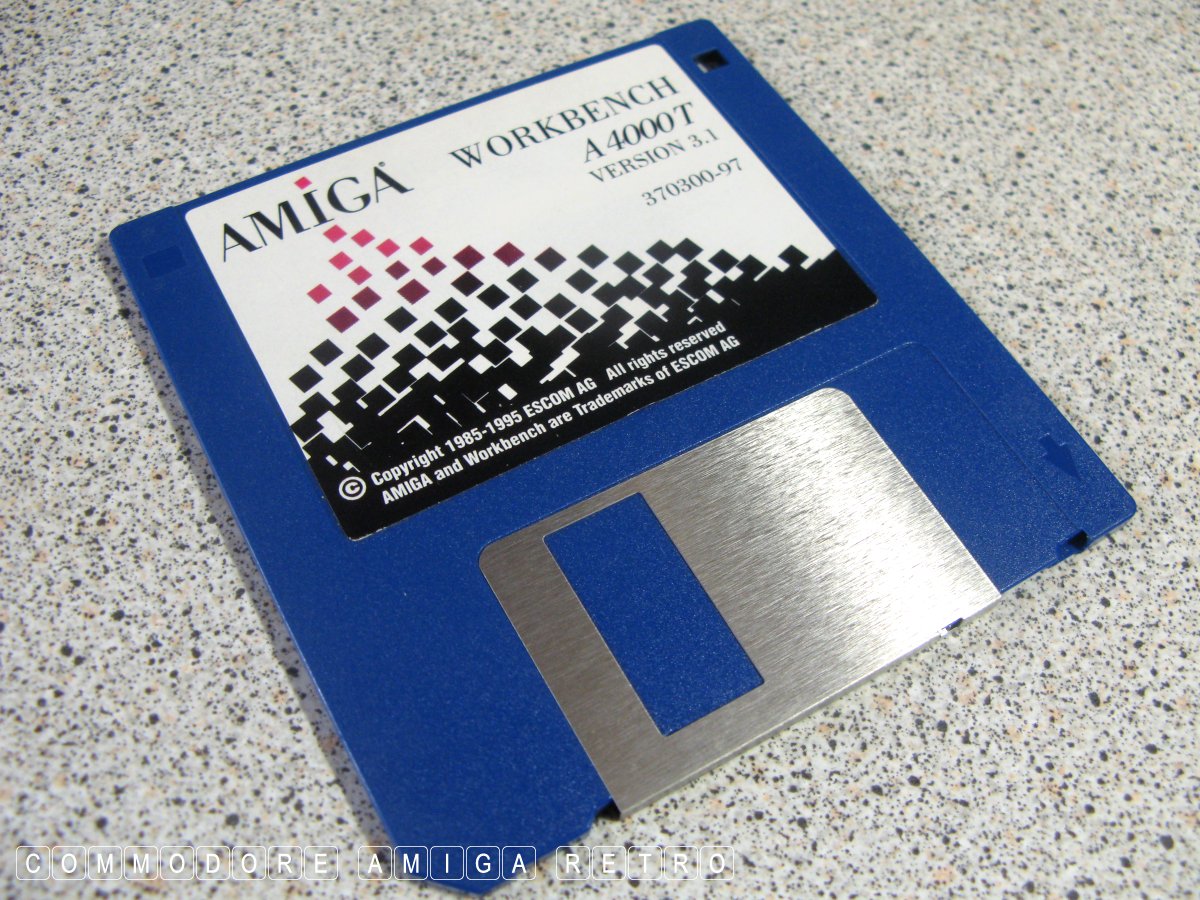 AMIGA
WORKBENCH
A4000T
VERSION 3.1
370300-97
© Copyright 1985-1995 ESCOM AG All rights reserved
AMIGA and Workbench are Trademarks of ESCOM AG
COMMODORE AMIGA RETRO